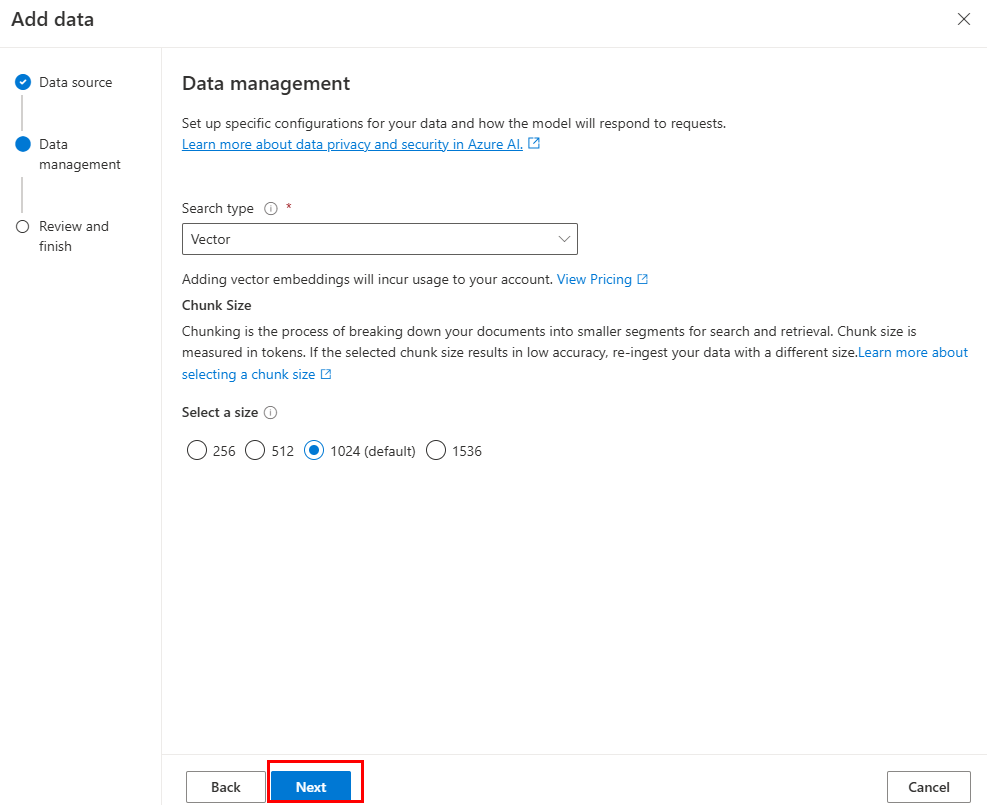 Add data
Data source
Data
management
Review and
finish
Data management
Set up specific configurations for your data and how the model will respond to requests.
Learn more about data privacy and security in Azure AI.
Search type *
Vector
Adding vector embeddings will incur usage to your account. View Pricing
Chunk Size
Chunking is the process of breaking down your documents into smaller segments for search and retrieval. Chunk size is
measured in tokens. If the selected chunk size results in low accuracy, re-ingest your data with a different size.Learn more about
selecting a chunk size
Select a size
256 512 1024 (default) 1536
Back Next Cancel